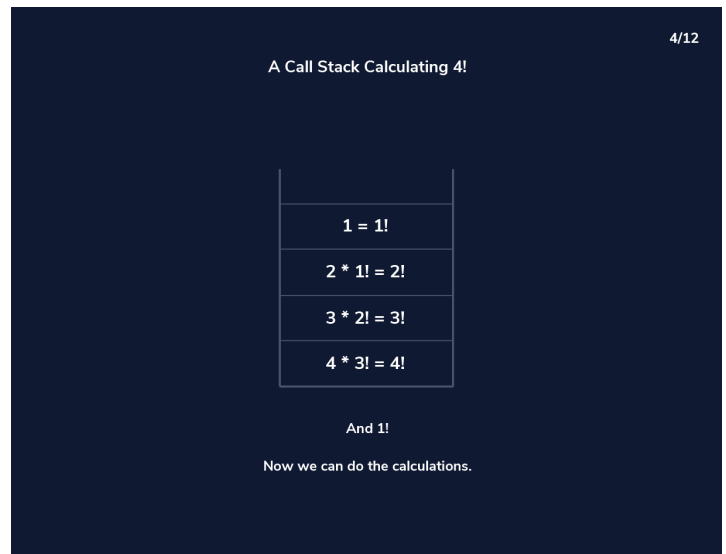 4/12
A Call Stack Calculating 4!
1 = 1!
2 * 1! = 2!
3 * 2! = 3!
4 * 3! = 4!
And 1!
Now we can do the calculations.